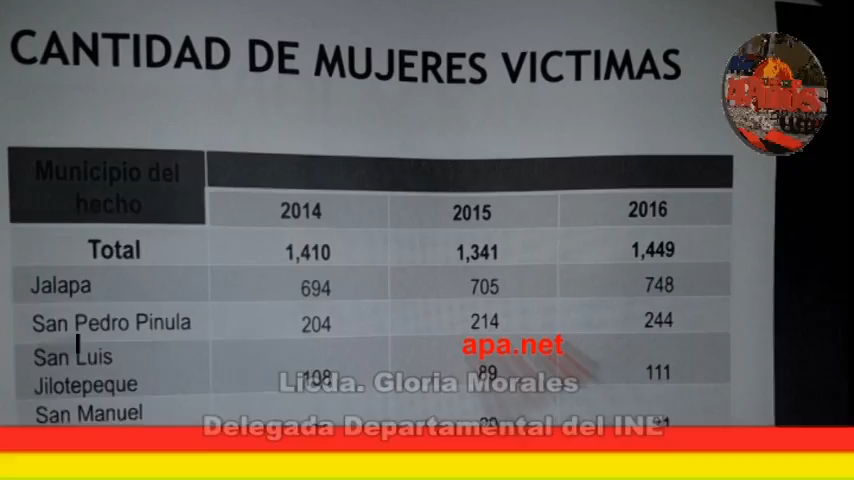 CANTIDAD DE MUJERES VICTIMAS
4Años
Municipio del hecho
2014 2015 2016
Total 1,410 1,341 1,449
Jalapa 694 705 748
San Pedro Pinula 204 214 244
apa.net
San Luis Jilotepeque 108 89 111
Licda. Gloria Morales
San Manuel
Delegada Departamental del INE